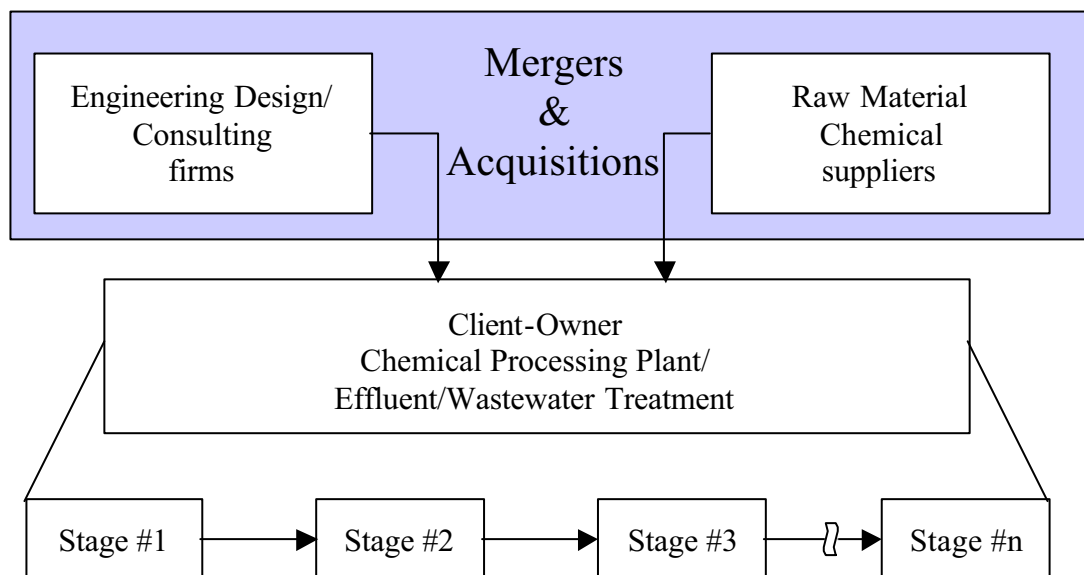 Mergers
&
Acquisitions
Engineering Design/
Consulting
firms
Raw Material
Chemical
suppliers
Client-Owner
Chemical Processing Plant/
Effluent/Wastewater Treatment
Stage #1
Stage #2
Stage #3
Stage #n